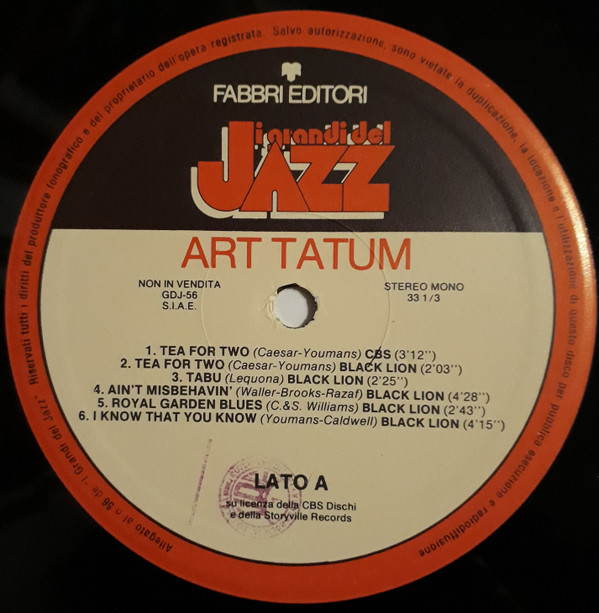 Riservati tutti i diritti del produttore fonografico e del proprietario dell'opera registrata. Salvo autorizzazione, sono vietate la duplicazione, la locazione e l'utilizzazione di questo disco per pubblica esecuzione e radiodiffusione
FABBRI EDITORI
i grandi del
JAZZ
ART TATUM
NON IN VENDITA
GDJ-56
S.I.A.E.
STEREO MONO
33 1/3
1. TEA FOR TWO (Caesar-Youmans) CBS (3'12'')
2. TEA FOR TWO (Caesar-Youmans) BLACK LION (2'03'')
3. TABU (Lequona) BLACK LION (2'25'')
4. AIN'T MISBEHAVIN' (Waller-Brooks-Razaf) BLACK LION (4'28'')
5. ROYAL GARDEN BLUES (C.&S. Williams) BLACK LION (2'43'')
6. I KNOW THAT YOU KNOW (Youmans-Caldwell) BLACK LION (4'15'')
LATO A
su licenza della CBS Dischi
e della Storyville Records
Allegato al n. 56 de "I Grandi del Jazz"